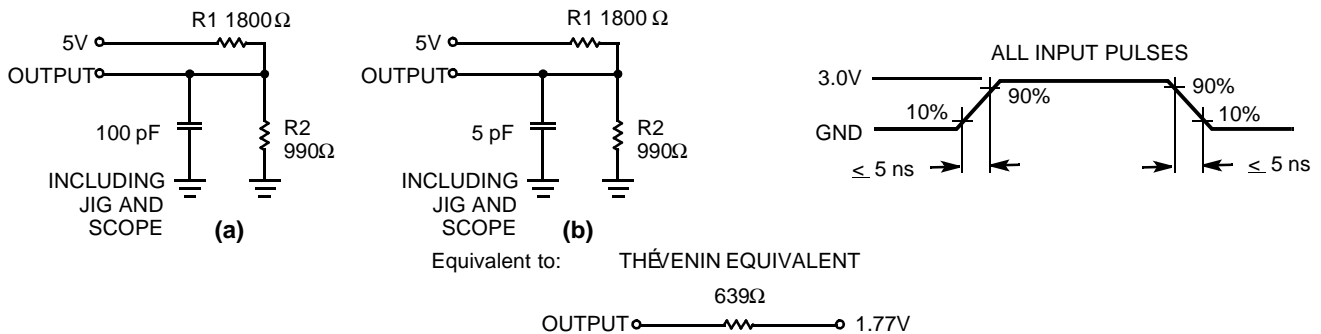 R1 1800 Ω
5V
OUTPUT
100 pF
R2
990Ω
INCLUDING
JIG AND
SCOPE
(a)
R1 1800 Ω
5V
OUTPUT
5 pF
R2
990Ω
INCLUDING
JIG AND
SCOPE
(b)
ALL INPUT PULSES
3.0V
90%
90%
10%
10%
GND
≤ 5 ns
≤ 5 ns
Equivalent to: THÉVENIN EQUIVALENT
639Ω
OUTPUT
1.77V